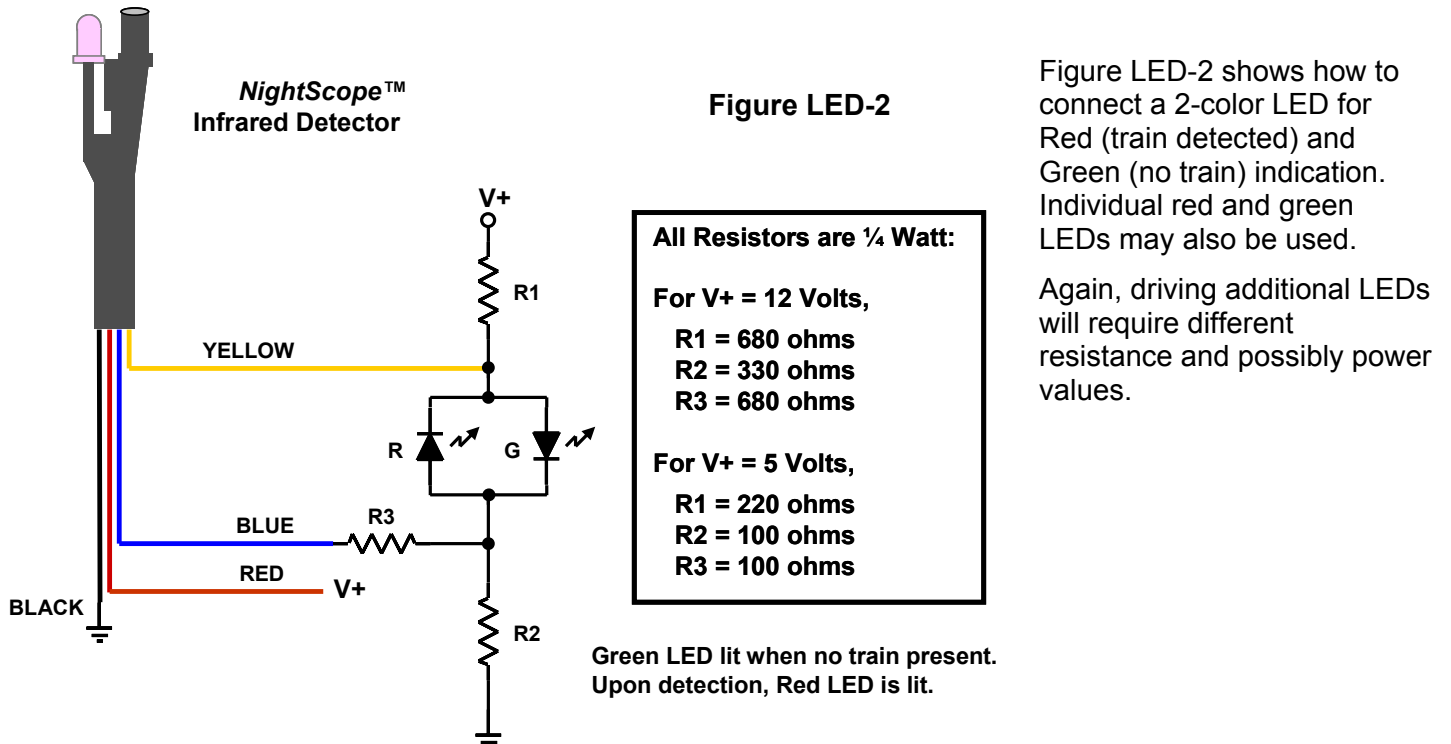 NightScope™
Infrared Detector
Figure LED-2
V+
R1
YELLOW
R
G
BLUE
R3
RED
V+
BLACK
R2
All Resistors are ¼ Watt:
For V+ = 12 Volts,
R1 = 680 ohms
R2 = 330 ohms
R3 = 680 ohms
For V+ = 5 Volts,
R1 = 220 ohms
R2 = 100 ohms
R3 = 100 ohms
Green LED lit when no train present.
Upon detection, Red LED is lit.
Figure LED-2 shows how to
connect a 2-color LED for
Red (train detected) and
Green (no train) indication.
Individual red and green
LEDs may also be used.
Again, driving additional LEDs
will require different
resistance and possibly power
values.